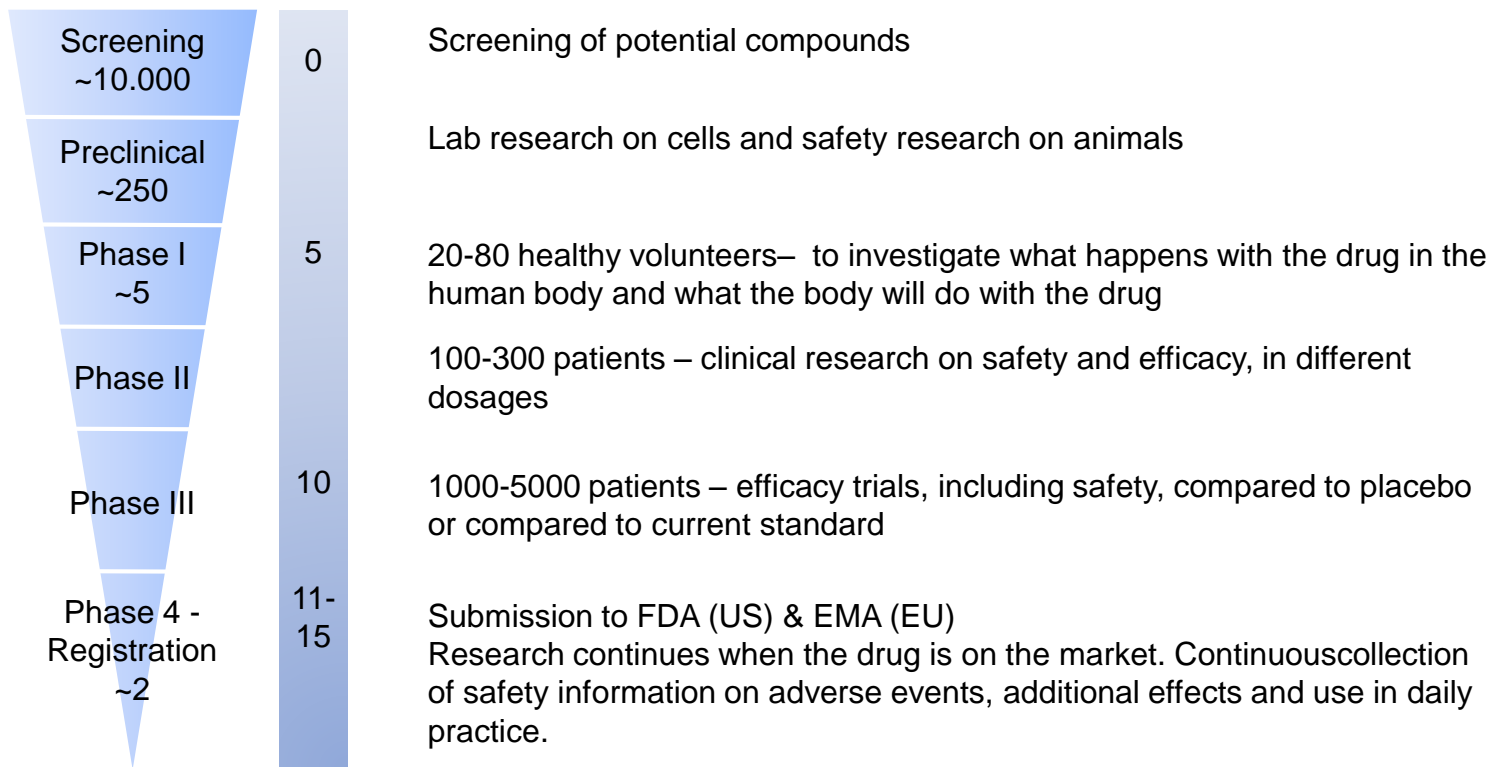 Screening
~10.000
0
Screening of potential compounds
Preclinical
~250
Lab research on cells and safety research on animals
Phase I
~5
5
20-80 healthy volunteers–  to investigate what happens with the drug in the
human body and what the body will do with the drug
Phase II
100-300 patients – clinical research on safety and efficacy, in different
dosages
Phase III
10
1000-5000 patients – efficacy trials, including safety, compared to placebo
or compared to current standard
Phase 4 -
Registration
~2
11-
15
Submission to FDA (US) & EMA (EU)
Research continues when the drug is on the market. Continuouscollection
of safety information on adverse events, additional effects and use in daily
practice.